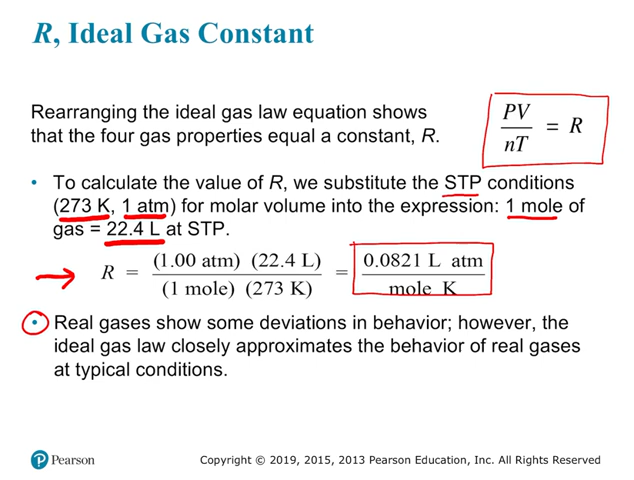 R, Ideal Gas Constant
Rearranging the ideal gas law equation shows
that the four gas properties equal a constant, R.
PV
nT
= R
• To calculate the value of R, we substitute the STP conditions
(273 K, 1 atm) for molar volume into the expression: 1 mole of
gas = 22.4 L at STP.
R = (1.00 atm) (22.4 L) / (1 mole) (273 K) = 0.0821 L atm / mole K
• Real gases show some deviations in behavior; however, the
ideal gas law closely approximates the behavior of real gases
at typical conditions.
Pearson
Copyright © 2019, 2015, 2013 Pearson Education, Inc. All Rights Reserved